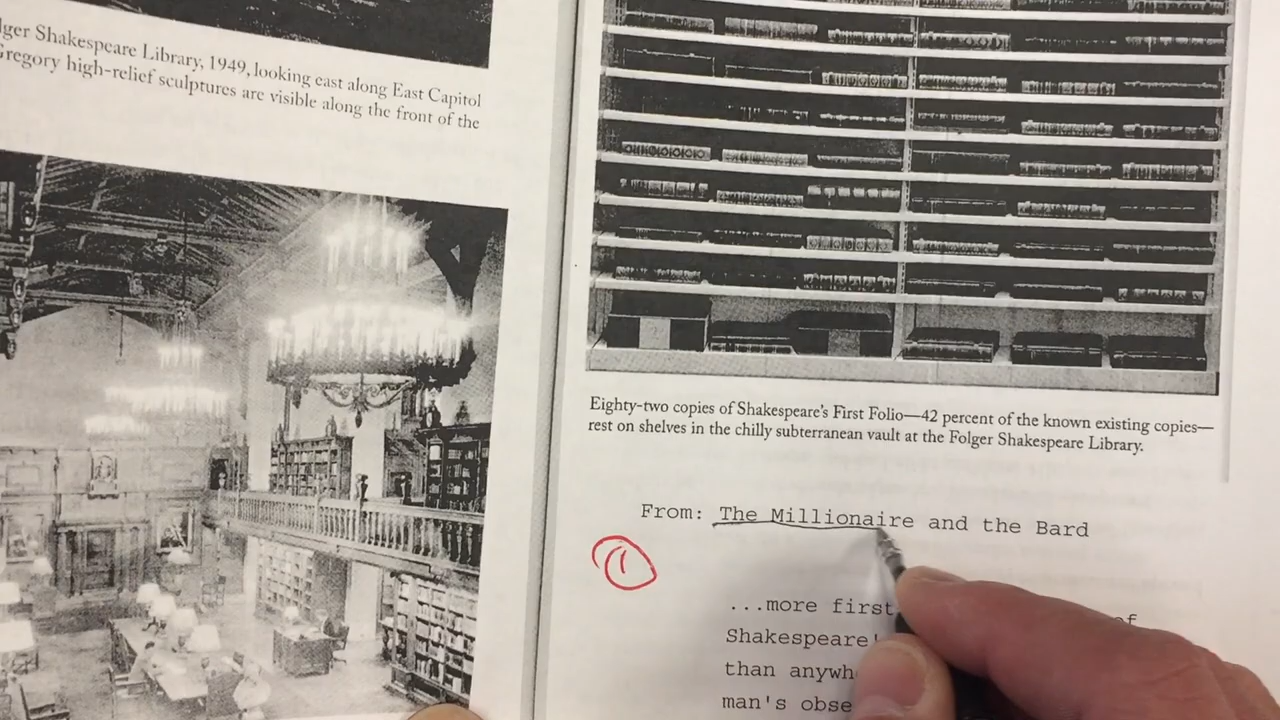 lger Shakespeare Library, 1949, looking east along East Capitol
Gregory high-relief sculptures are visible along the front of the
Eighty-two copies of Shakespeare's First Folio—42 percent of the known existing copies—
rest on shelves in the chilly subterranean vault at the Folger Shakespeare Library.
From: The Millionaire and the Bard
1
...more first of
Shakespeare'
than anywh
man's obse